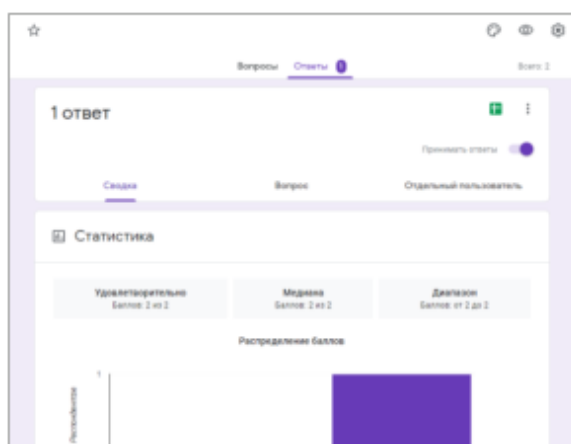 Вопросы Ответы 1
Всего: 2
1 ответ
Принимать ответы
Сводка Вопрос Отдельный пользователь
Статистика
Удовлетворительно Медиана Диапазон
Баллов: 2 из 2 Баллов: 2 из 2 Баллов: от 2 до 2
Распределение баллов
1
Респондентов